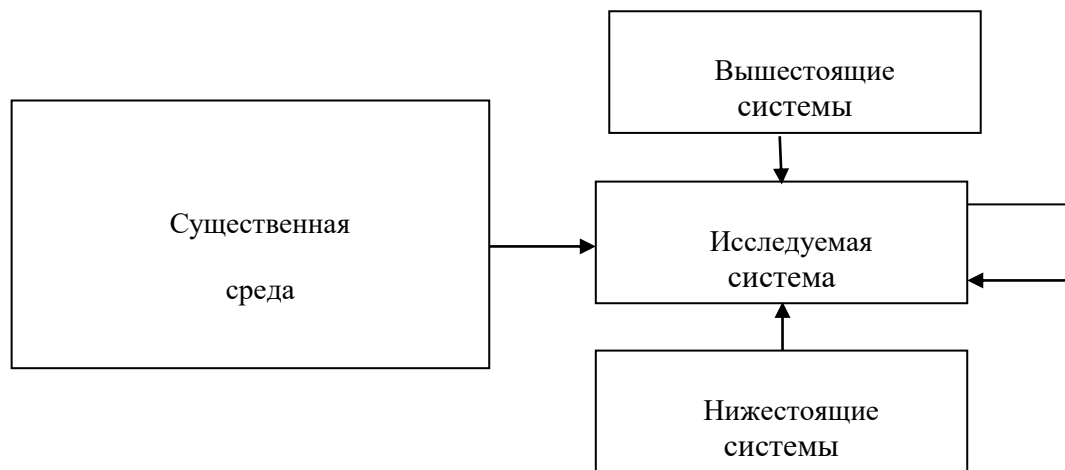 Вышестоящие
системы
Существенная
среда
Исследуемая
система
Нижестоящие
системы